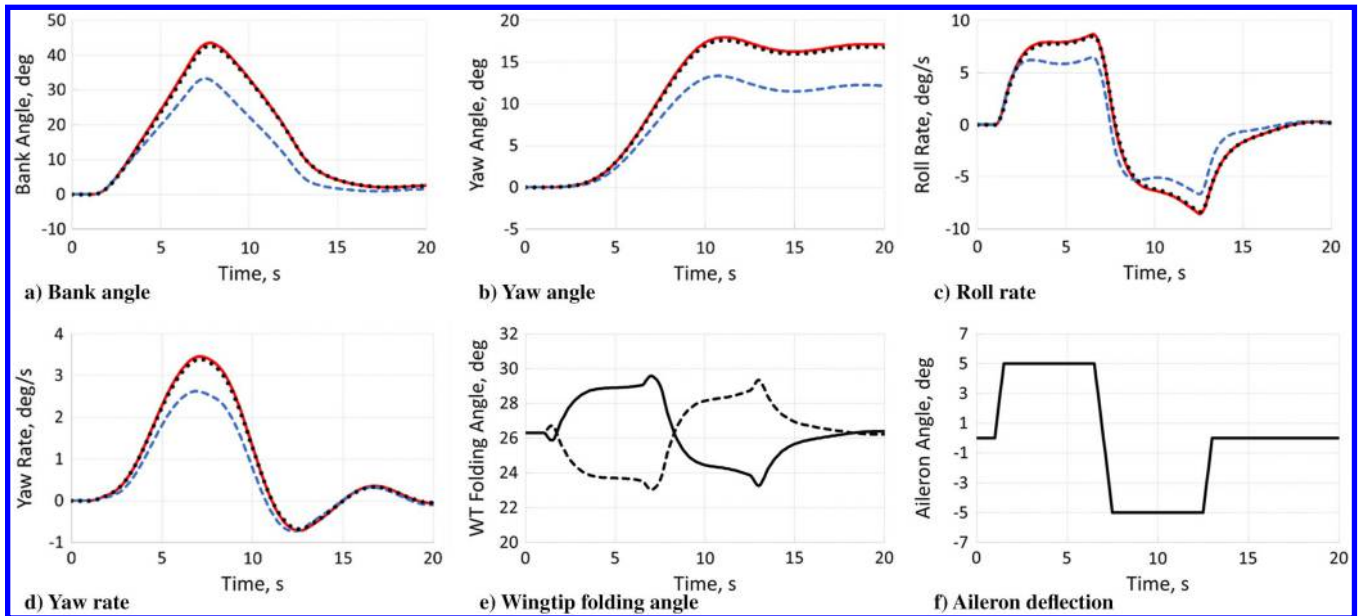 50
40
30
20
10
0
-10
Bank Angle, deg
0 5 10 15 20
Time, s
a) Bank angle
20
15
10
5
0
-5
Yaw Angle, deg
0 5 10 15 20
Time, s
b) Yaw angle
10
5
0
-5
-10
Roll Rate, deg/s
0 5 10 15 20
Time, s
c) Roll rate
4
3
2
1
0
-1
Yaw Rate, deg/s
0 5 10 15 20
Time, s
d) Yaw rate
32
30
28
26
24
22
20
WT Folding Angle, deg
0 5 10 15 20
Time, s
e) Wingtip folding angle
7
5
3
1
-1
-3
-5
-7
Aileron Angle, deg
0 5 10 15 20
Time, s
f) Aileron deflection